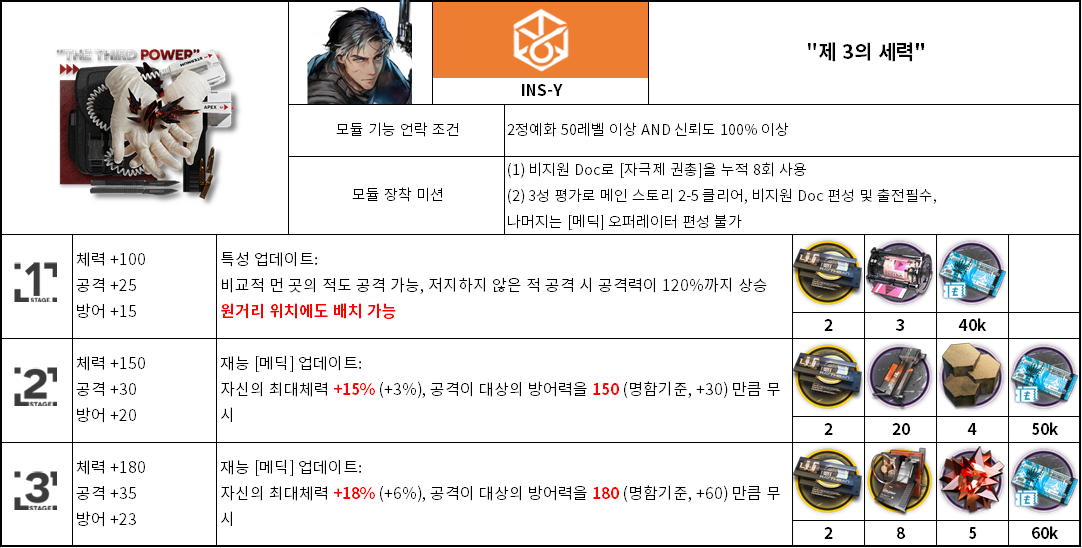 "THE THIRD POWER"
APEX
INS-Y
"제 3의 세력"
모듈 기능 언락 조건
2정예화 50레벨 이상 AND 신뢰도 100% 이상
모듈 장착 미션
(1) 비지원 Doc로 [자극제 권총]을 누적 8회 사용
(2) 3성 평가로 메인 스토리 2-5 클리어, 비지원 Doc 편성 및 출전필수,
나머지는 [메딕] 오퍼레이터 편성 불가
1
STAGE.
체력 +100
공격 +25
방어 +15
특성 업데이트:
비교적 먼 곳의 적도 공격 가능, 저지하지 않은 적 공격 시 공격력이 120%까지 상승
원거리 위치에도 배치 가능
2
3
40k
2
STAGE.
체력 +150
공격 +30
방어 +20
재능 [메딕] 업데이트:
자신의 최대체력 +15% (+3%), 공격이 대상의 방어력을 150 (명함기준, +30) 만큼 무
시
2
20
4
50k
3
STAGE.
체력 +180
공격 +35
방어 +23
재능 [메딕] 업데이트:
자신의 최대체력 +18% (+6%), 공격이 대상의 방어력을 180 (명함기준, +60) 만큼 무
시
2
8
5
60k